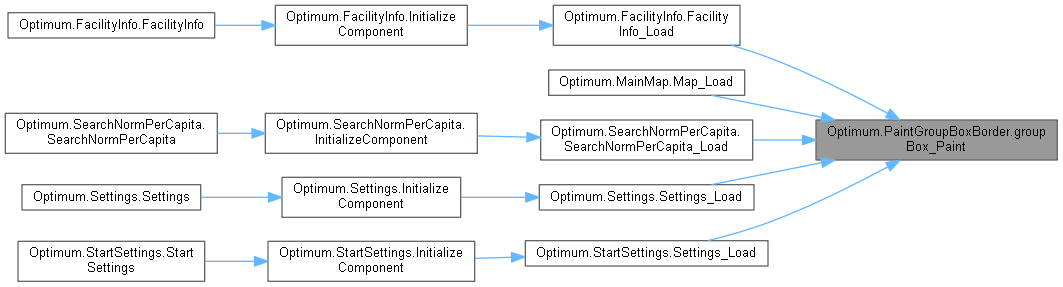 Optimum.FacilityInfo.FacilityInfo
Optimum.FacilityInfo.Initialize
Component
Optimum.FacilityInfo.Facility
Info_Load
Optimum.MainMap.Map_Load
Optimum.SearchNormPerCapita.
SearchNormPerCapita
Optimum.SearchNormPerCapita.
InitializeComponent
Optimum.SearchNormPerCapita.
SearchNormPerCapita_Load
Optimum.PaintGroupBoxBorder.group
Box_Paint
Optimum.Settings.Settings
Optimum.Settings.Initialize
Component
Optimum.Settings.Settings_Load
Optimum.StartSettings.Start
Settings
Optimum.StartSettings.Initialize
Component
Optimum.StartSettings.Settings_Load